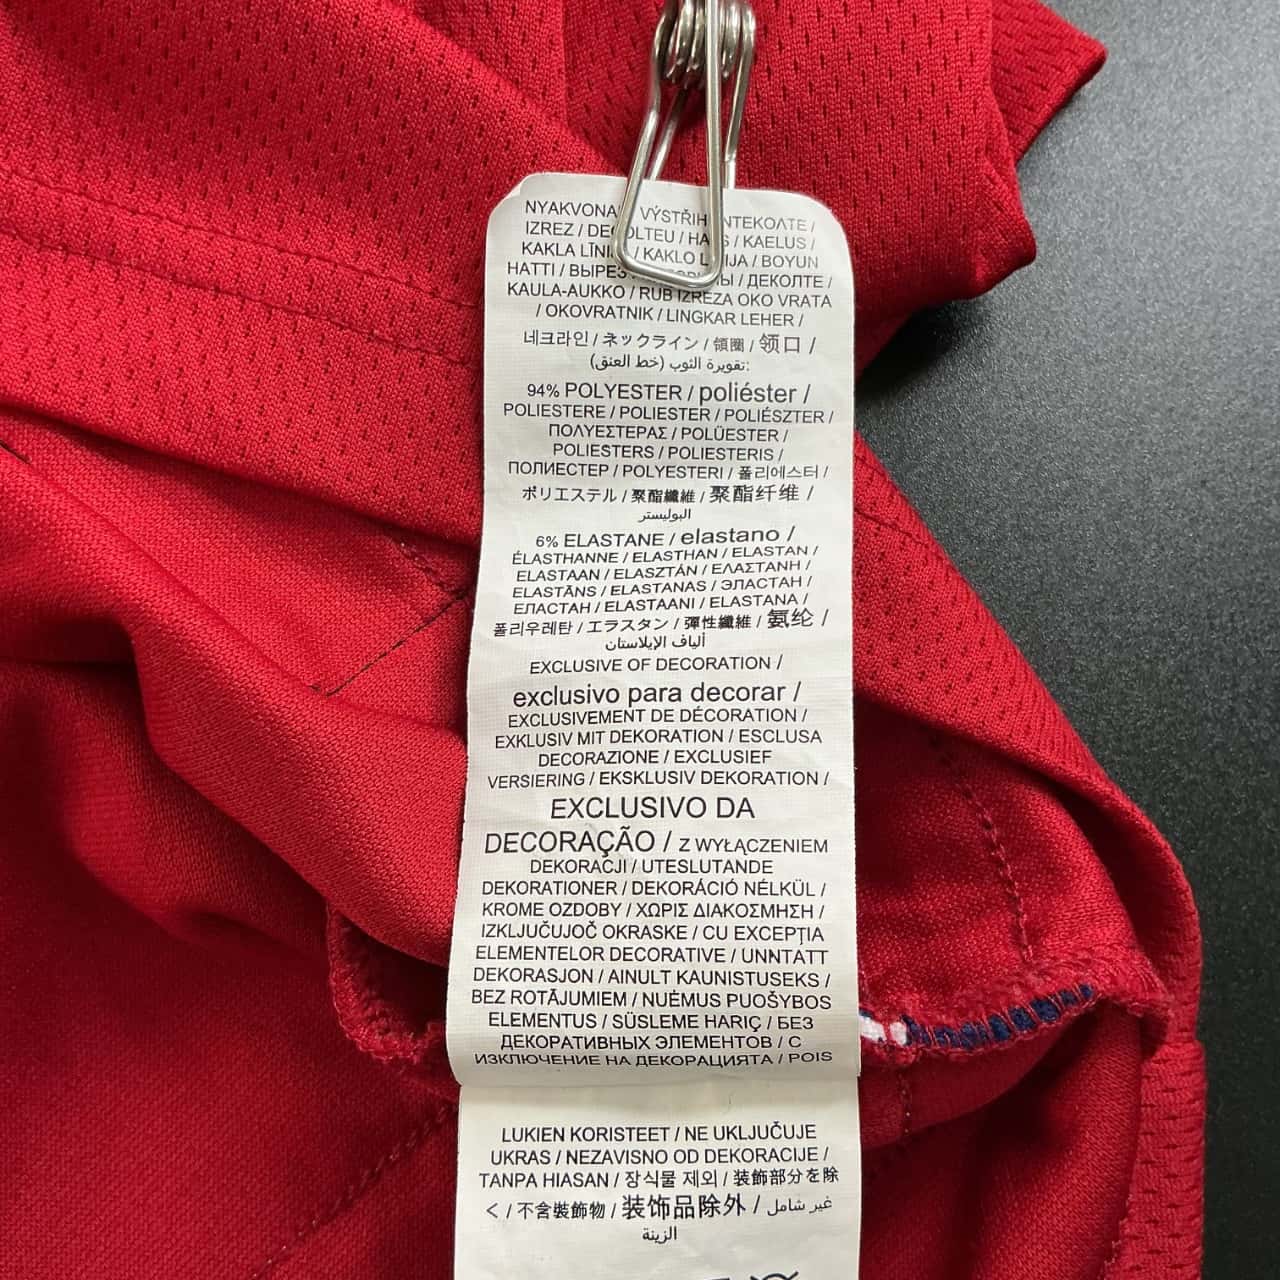 VÝSTŘIH
IZREZ / KAELUS /
KAKLA / KAKLO / BOYUN
HATTI / ДЕКОЛТЕ /
KAULA-AUKKO / RUB IZREZA OKO VRATA
/ OKOVRATNIK / LINGKAR LEHER /
네크라인 / ネックライン / 領圈 / 领口 /
تقويرة الثوب (خط العنق):
94% POLYESTER / poliéster /
POLIESTERE / POLIESTER / POLIÉSZTER /
ΠΟΛΥΕΣΤΕΡΑΣ / POLÜESTER /
POLIESTERS / POLIESTERIS /
ПОЛИЕСТЕР / POLYESTERI / 폴리에스터 /
ポリエステル / 聚酯纖維 / 聚酯纤维 /
البوليستر
6% ELASTANE / elastano /
ÉLASTHANNE / ELASTHAN / ELASTAN /
ELASTAAN / ELASZTÁN / ΕΛΑΣΤΑΝΗ /
ELASTĀNS / ELASTANAS / ЭЛАСТАН /
ЕЛАСТАН / ELASTAANI / ELASTANA /
폴리우레탄 / エラスタン / 彈性纖維 / 氨纶 /
ألياف الإيلاستان
EXCLUSIVE OF DECORATION /
exclusivo para decorar /
EXCLUSIVEMENT DE DÉCORATION /
EXKLUSIV MIT DEKORATION / ESCLUSA
DECORAZIONE / EXCLUSIEF
VERSIERING / EKSKLUSIV DEKORATION /
EXCLUSIVO DA
DECORAÇÃO / Z WYŁĄCZENIEM
DEKORACJI / UTESLUTANDE
DEKORATIONER / DEKORÁCIÓ NÉLKÜL /
KROME OZDOBY / ΧΩΡΙΣ ΔΙΑΚΟΣΜΗΣΗ /
IZKLJUČUJOČ OKRASKE / CU EXCEPŢIA
ELEMENTELOR DECORATIVE / UNNTATT
DEKORASJON / AINULT KAUNISTUSEKS /
BEZ ROTĀJUMIEM / NUĖMUS PUOŠYBOS
ELEMENTUS / SÜSLEME HARIÇ / БЕЗ
ДЕКОРАТИВНЫХ ЭЛЕМЕНТОВ / С
ИЗКЛЮЧЕНИЕ НА ДЕКОРАЦИЯТА / POIS
LUKIEN KORISTEET / NE UKLJUČUJE
UKRAS / NEZAVISNO OD DEKORACIJE /
TANPA HIASAN / 장식물 제외 / 装飾部分を除
く / 不含裝飾物 / 装饰品除外 / غير شامل
الزينة